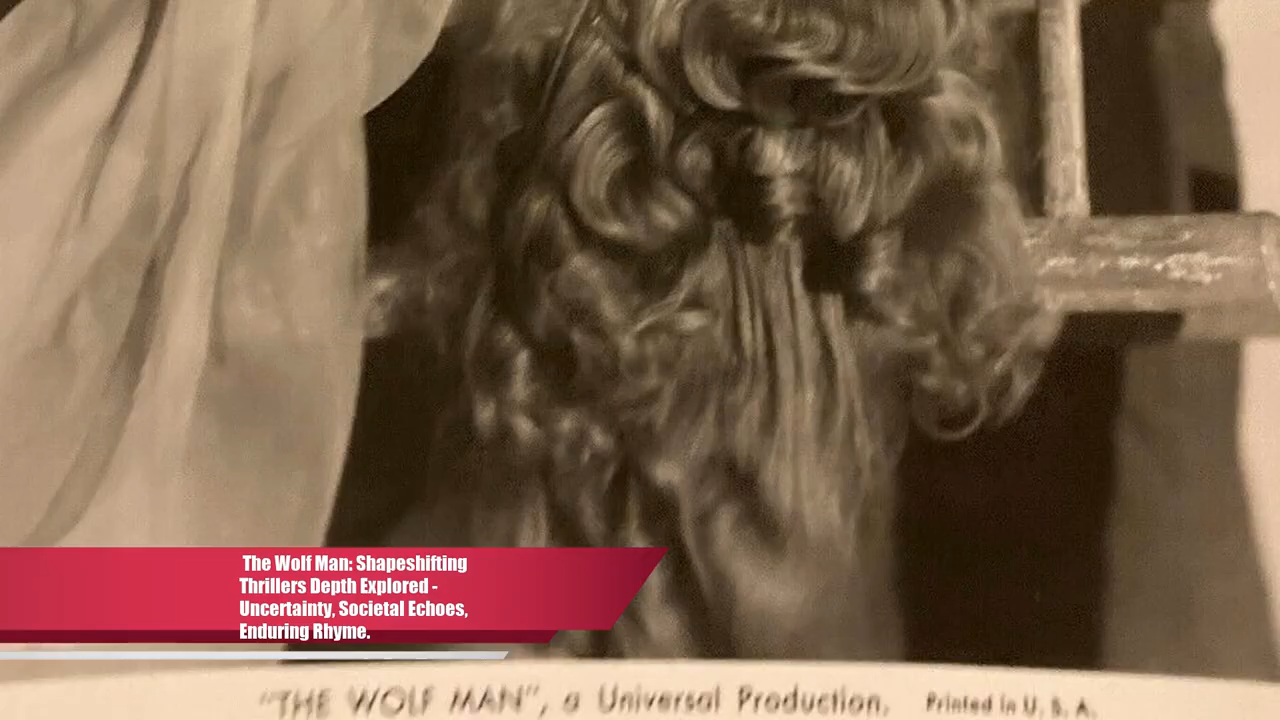 The Wolf Man: Shapeshifting
Thrillers Depth Explored -
Uncertainty, Societal Echoes,
Enduring Rhyme.
"THE WOLF MAN", a Universal Production. Printed in U. S. A.